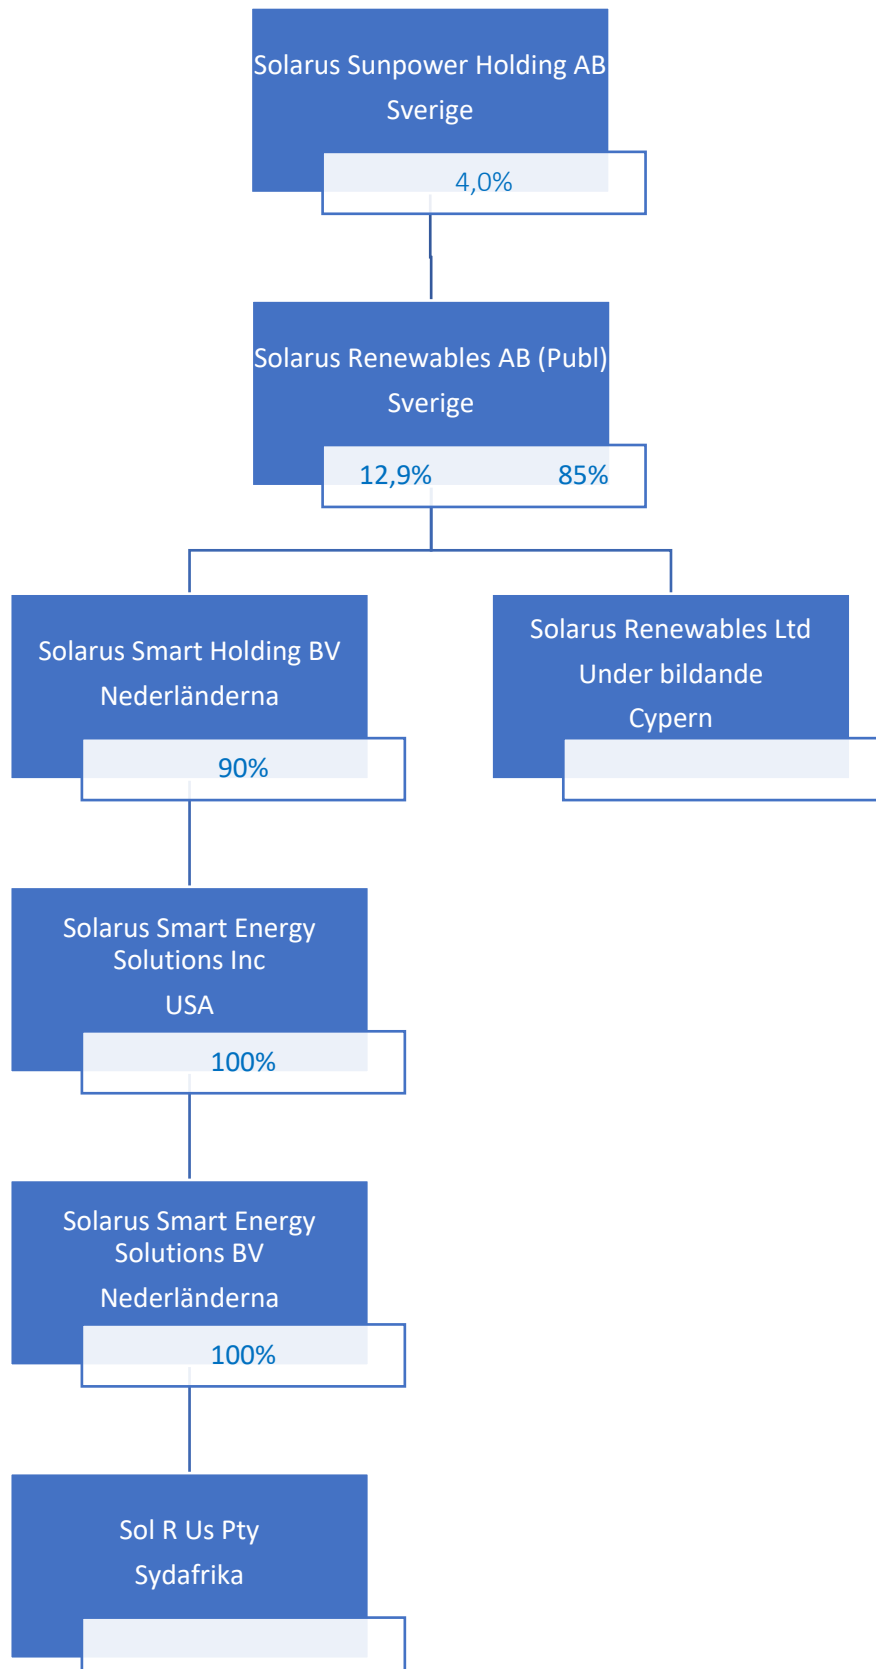 Solarus Sunpower Holding AB
Sverige
4,0%
Solarus Renewables AB (Publ)
Sverige
12,9% 85%
Solarus Smart Holding BV
Nederländerna
90%
Solarus Renewables Ltd
Under bildande
Cypern
Solarus Smart Energy
Solutions Inc
USA
100%
Solarus Smart Energy
Solutions BV
Nederländerna
100%
Sol R Us Pty
Sydafrika